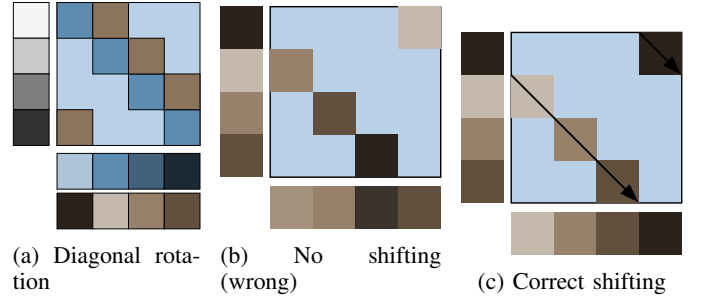 (a) Diagonal rota-
tion
(b) No shifting
(wrong)
(c) Correct shifting